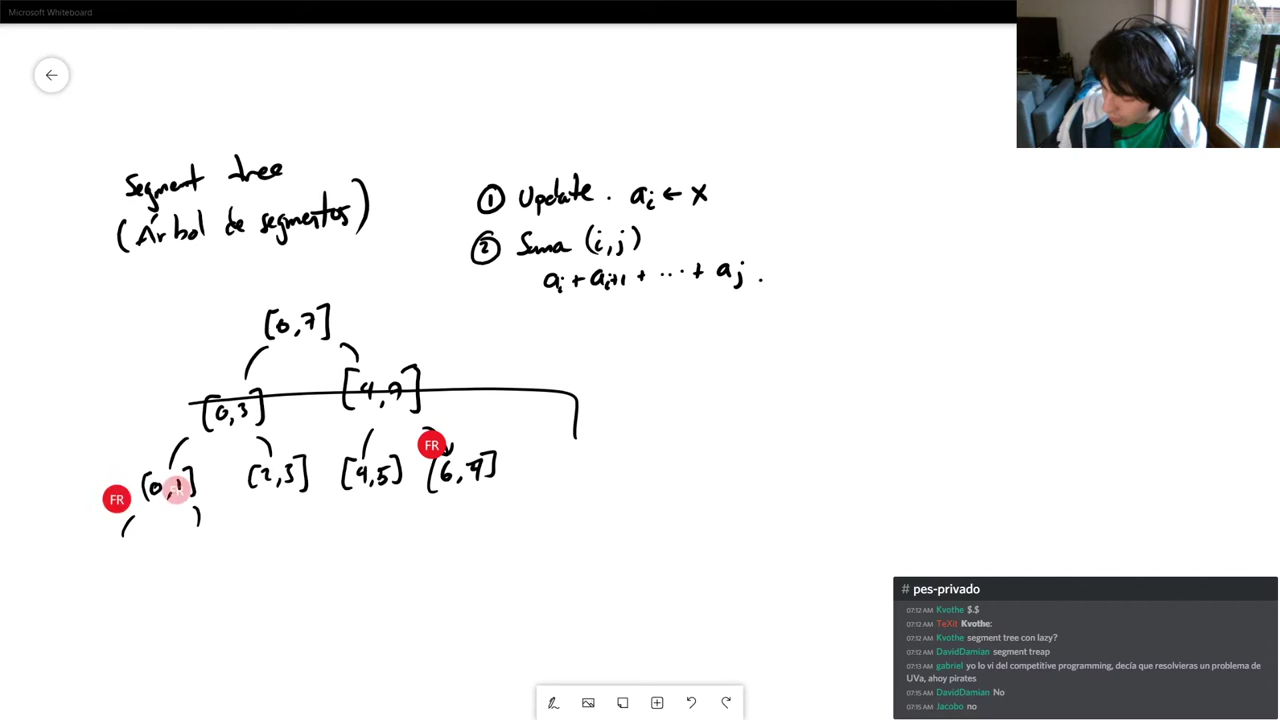 Microsoft Whiteboard
Segment tree
(Árbol de segmentos)
① Update. aᵢ ← x
② Suma (i,j)
aᵢ + aᵢ₊₁ + ... + aⱼ.
[0,7]
[0,3] [4,7]
[0,1] [2,3] [4,5] [6,7]
FR
FR
FR
# pes-privado
07:12 AM Kvothe $.$
07:12 AM TeXit Kvothe:
07:12 AM Kvothe segment tree con lazy?
07:12 AM DavidDamian segment treap
07:13 AM gabriel yo lo vi del competitive programming, decía que resolvieras un problema de
UVa, ahoy pirates
07:15 AM DavidDamian No
07:15 AM Jacobo no